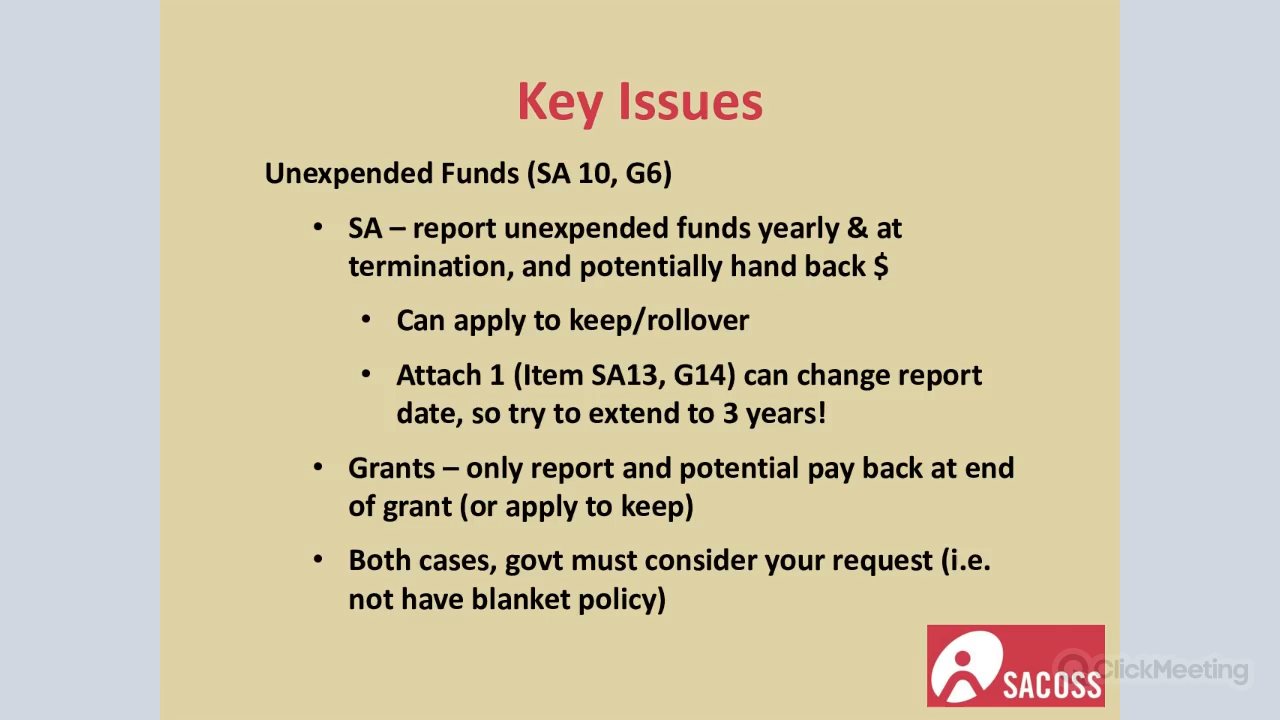 Key Issues
Unexpended Funds (SA 10, G6)
• SA – report unexpended funds yearly & at
termination, and potentially hand back $
• Can apply to keep/rollover
• Attach 1 (Item SA13, G14) can change report
date, so try to extend to 3 years!
• Grants – only report and potential pay back at end
of grant (or apply to keep)
• Both cases, govt must consider your request (i.e.
not have blanket policy)
SACOSS
ClickMeeting